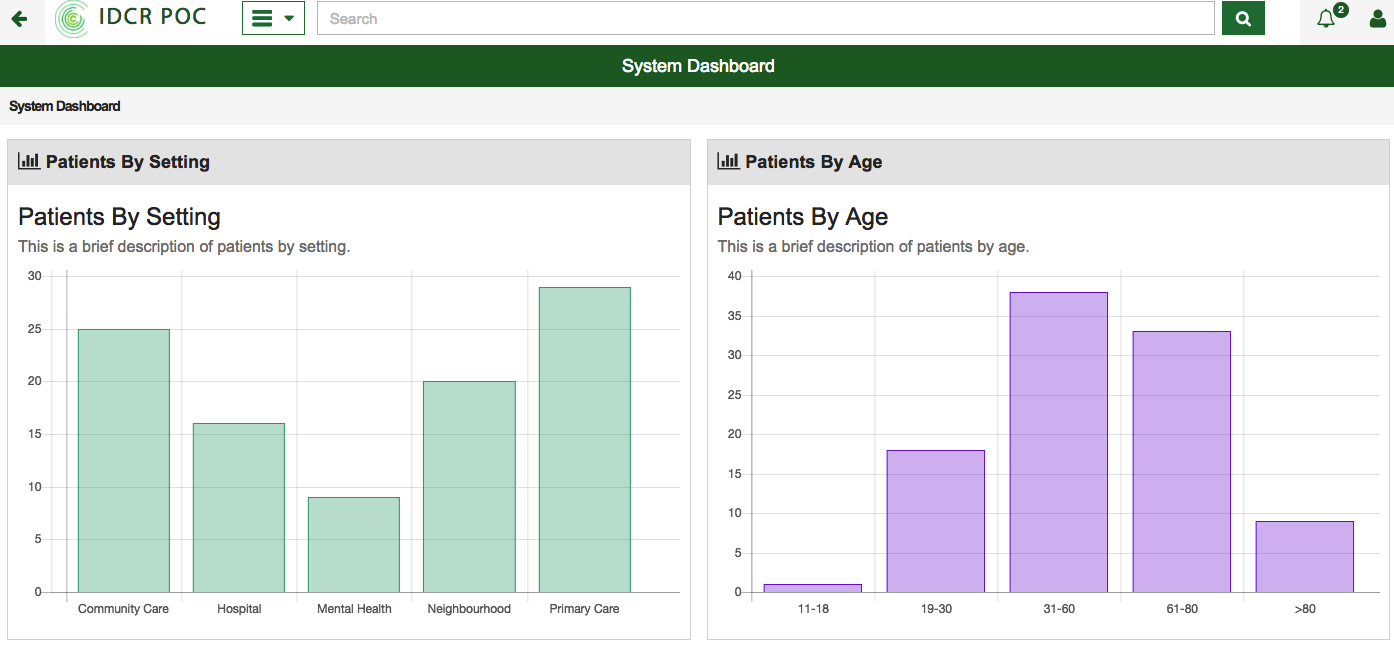 IDCR POC
Search
2
System Dashboard
System Dashboard
Patients By Setting
Patients By Setting
This is a brief description of patients by setting.
30
25
20
15
10
5
0
Community Care Hospital Mental Health Neighbourhood Primary Care
Patients By Age
Patients By Age
This is a brief description of patients by age.
40
35
30
25
20
15
10
5
0
11-18 19-30 31-60 61-80 >80